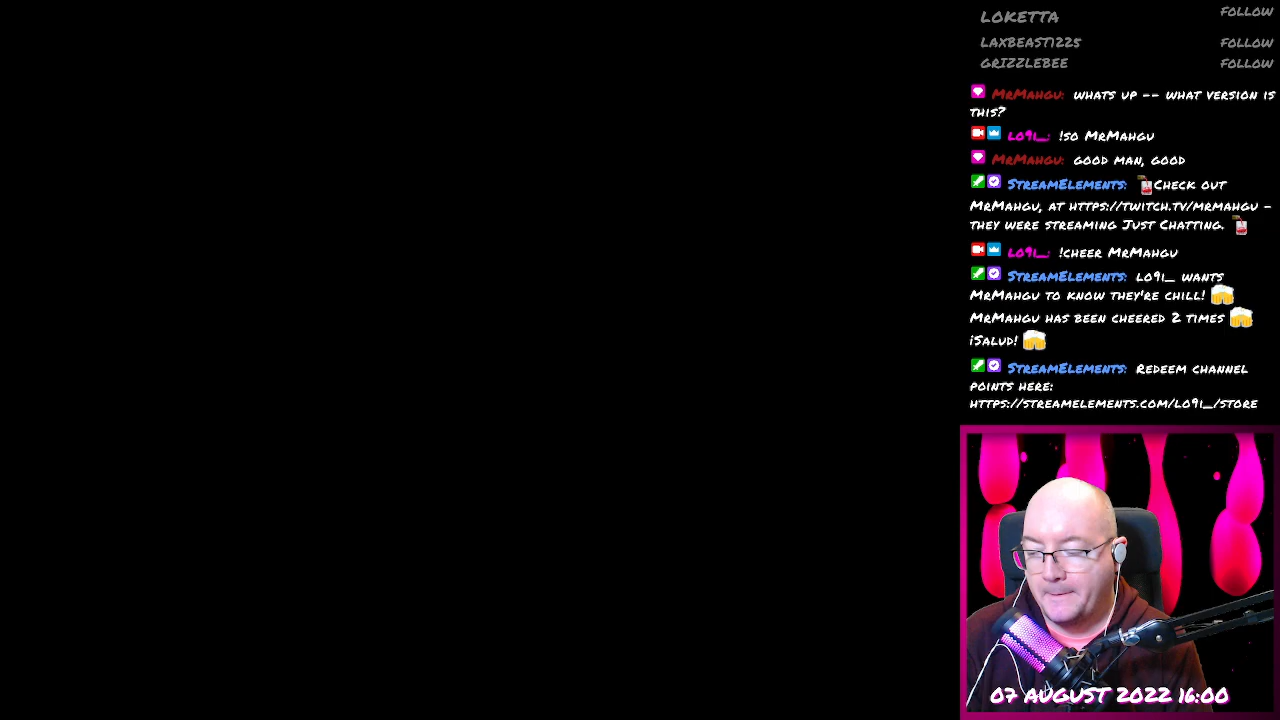 LOKETTA FOLLOW
LAXBEAST1225 FOLLOW
GRIZZLEBEE FOLLOW
MrMahgu: whats up -- what version is
this?
lo9i_: !so MrMahgu
MrMahgu: good man, good
StreamElements: Check out
MrMahgu, at https://twitch.tv/mrmahgu -
they were streaming Just Chatting.
lo9i_: !cheer MrMahgu
StreamElements: lo9i_ wants
MrMahgu to know they're chill!
MrMahgu has been cheered 2 times
¡Salud!
StreamElements: Redeem channel
points here:
https://streamelements.com/lo9i_/store
07 AUGUST 2022 16:00